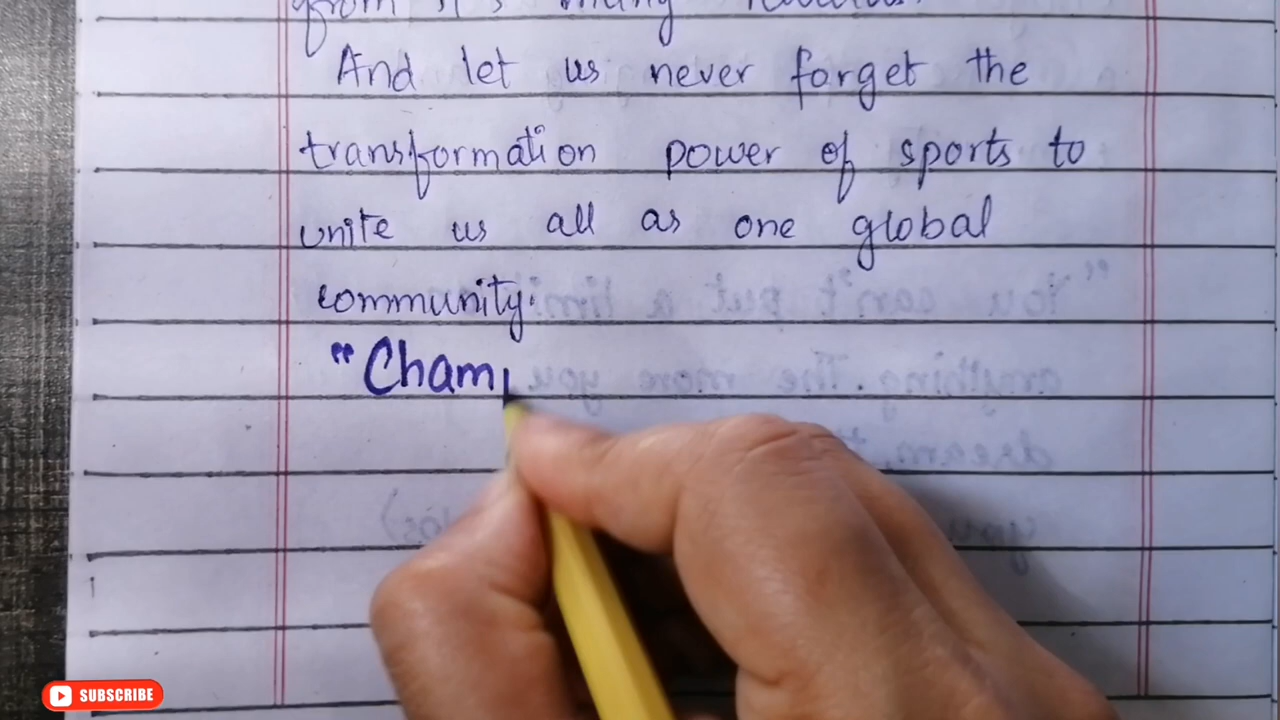 And let us never forget the
transformation power of sports to
unite us all as one global
community.
"Cham
SUBSCRIBE